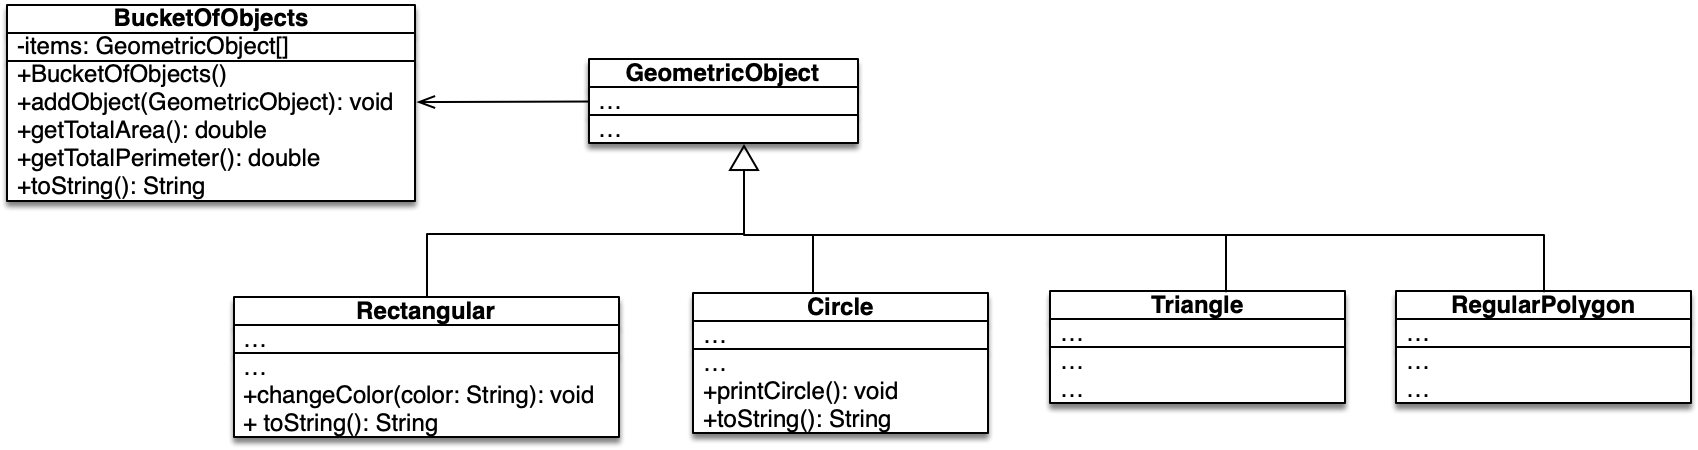 BucketOfObjects
-items: GeometricObject[]
+BucketOfObjects()
+addObject(GeometricObject): void
+getTotalArea(): double
+getTotalPerimeter(): double
+toString(): String
GeometricObject
...
...
Rectangular
...
...
+changeColor(color: String): void
+ toString(): String
Circle
...
...
+printCircle(): void
+toString(): String
Triangle
...
...
...
RegularPolygon
...
...
...